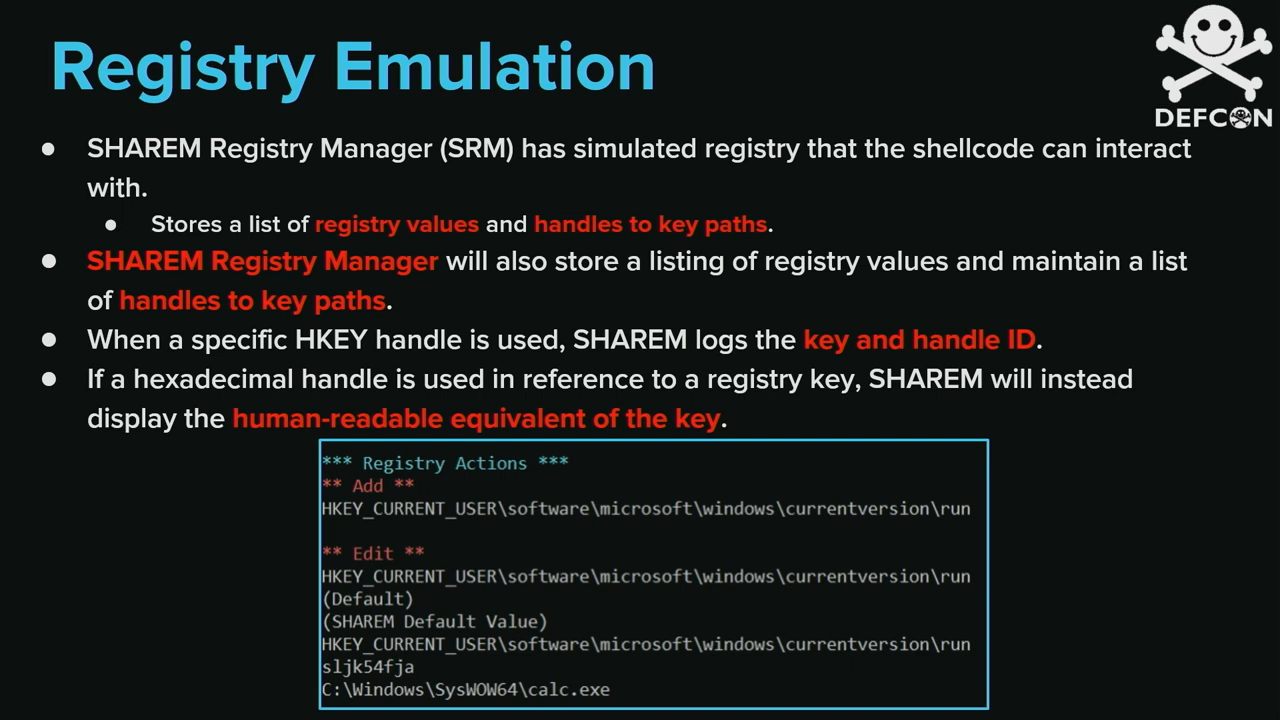 Registry Emulation
DEFCON
● SHAREM Registry Manager (SRM) has simulated registry that the shellcode can interact
with.
● Stores a list of registry values and handles to key paths.
● SHAREM Registry Manager will also store a listing of registry values and maintain a list
of handles to key paths.
● When a specific HKEY handle is used, SHAREM logs the key and handle ID.
● If a hexadecimal handle is used in reference to a registry key, SHAREM will instead
display the human-readable equivalent of the key.
*** Registry Actions ***
** Add **
HKEY_CURRENT_USER\software\microsoft\windows\currentversion\run
** Edit **
HKEY_CURRENT_USER\software\microsoft\windows\currentversion\run
(Default)
(SHAREM Default Value)
HKEY_CURRENT_USER\software\microsoft\windows\currentversion\run
sljk54fja
C:\Windows\SysWOW64\calc.exe